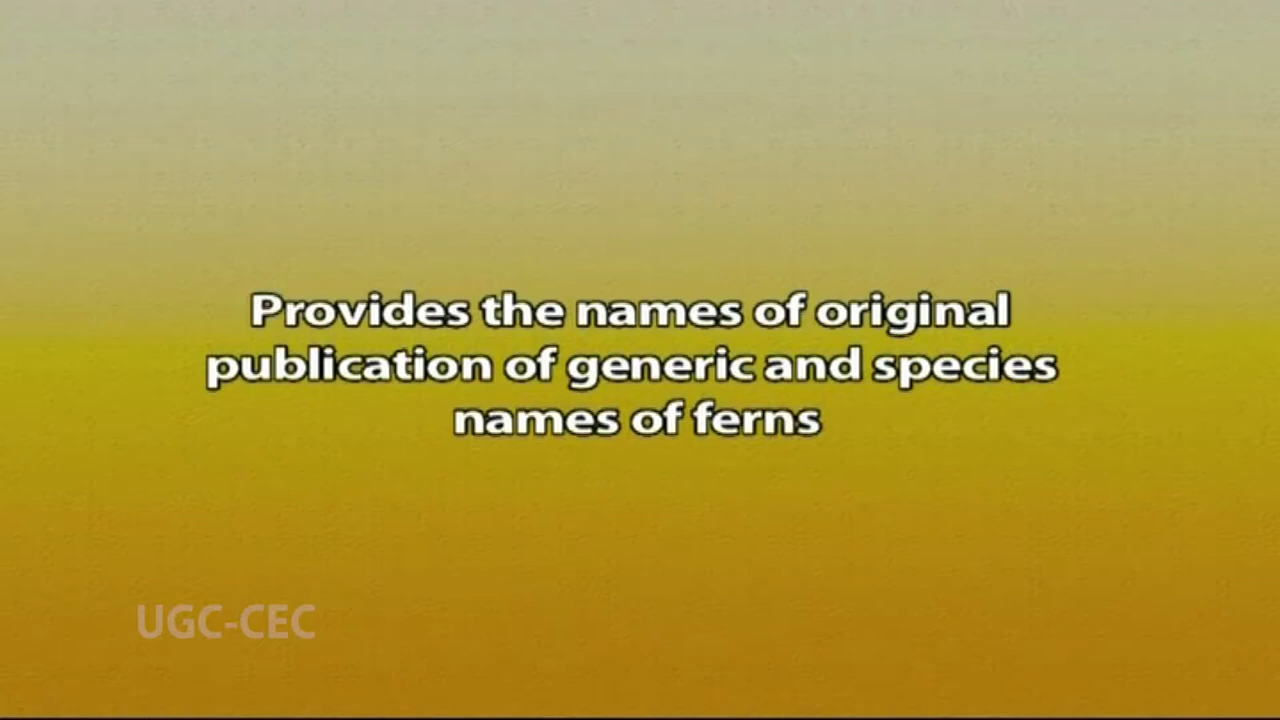 Provides the names of original
publication of generic and species
names of ferns
UGC-CEC